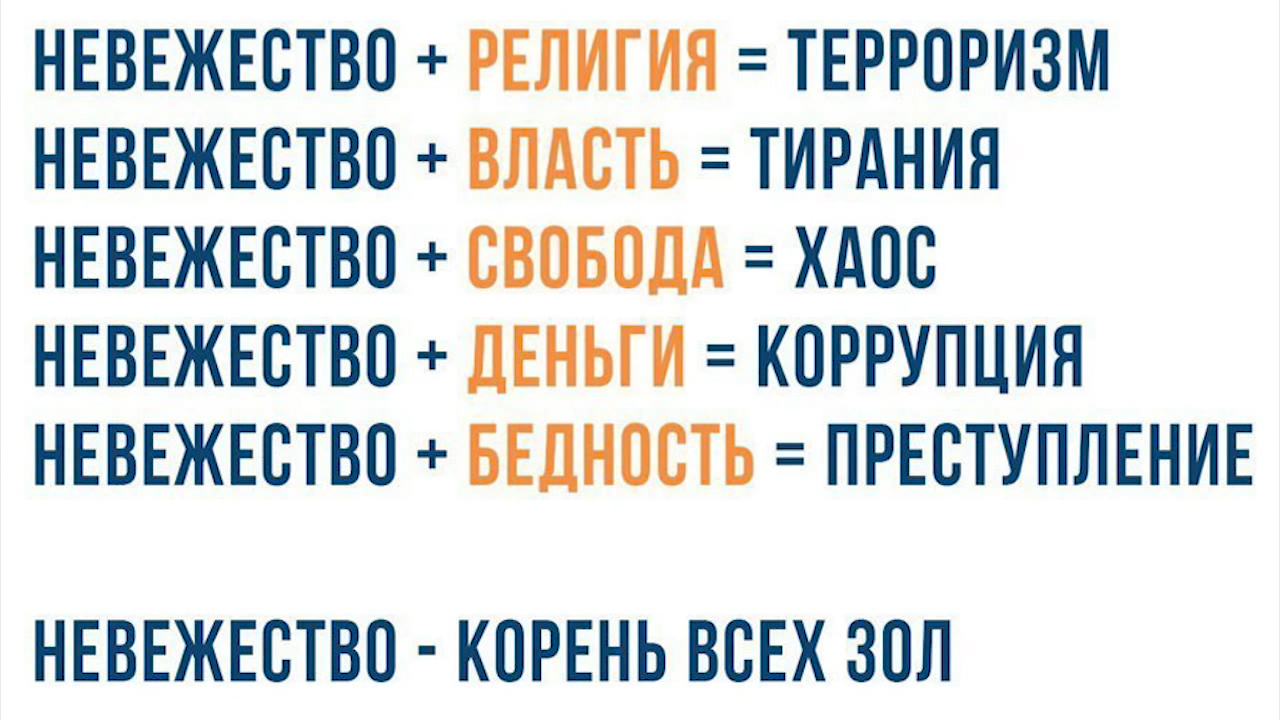 НЕВЕЖЕСТВО + РЕЛИГИЯ = ТЕРРОРИЗМ
НЕВЕЖЕСТВО + ВЛАСТЬ = ТИРАНИЯ
НЕВЕЖЕСТВО + СВОБОДА = ХАОС
НЕВЕЖЕСТВО + ДЕНЬГИ = КОРРУПЦИЯ
НЕВЕЖЕСТВО + БЕДНОСТЬ = ПРЕСТУПЛЕНИЕ
НЕВЕЖЕСТВО - КОРЕНЬ ВСЕХ ЗОЛ